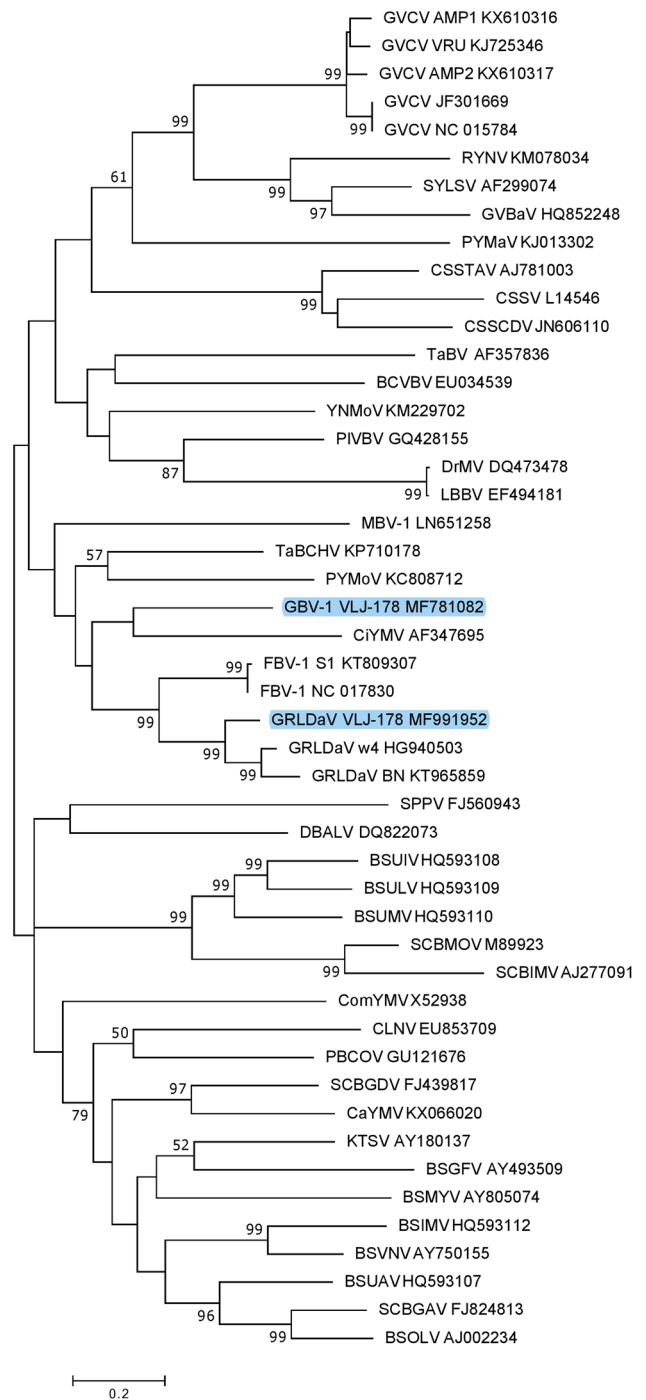 GVCV AMP1 KX610316
GVCV VRU KJ725346
GVCV AMP2 KX610317
99
GVCV JF301669
99
GVCV NC 015784
99
RYNV KM078034
61
SYLSV AF299074
99
97
GVBaV HQ852248
PYMaV KJ013302
CSSTAV AJ781003
CSSV L14546
99
CSSCDV JN606110
TaBV AF357836
BCVBV EU034539
YNMoV KM229702
PIVBV GQ428155
87
DrMV DQ473478
99
LBBV EF494181
MBV-1 LN651258
57
TaBCHV KP710178
PYMoV KC808712
GBV-1 VLJ-178 MF781082
CiYMV AF347695
99
FBV-1 S1 KT809307
FBV-1 NC 017830
99
GRLDaV VLJ-178 MF991952
99
GRLDaV w4 HG940503
99
GRLDaV BN KT965859
SPPV FJ560943
DBALV DQ822073
99
BSUIV HQ593108
99
BSULV HQ593109
99
BSUMV HQ593110
SCBMOV M89923
99
SCBIMV AJ277091
ComYMV X52938
50
CLNV EU853709
PBCOV GU121676
97
SCBGDV FJ439817
79
CaYMV KX066020
52
KTSV AY180137
BSGFV AY493509
BSMYV AY805074
99
BSIMV HQ593112
BSVNV AY750155
BSUAV HQ593107
96
SCBGAV FJ824813
99
BSOLV AJ002234
0.2